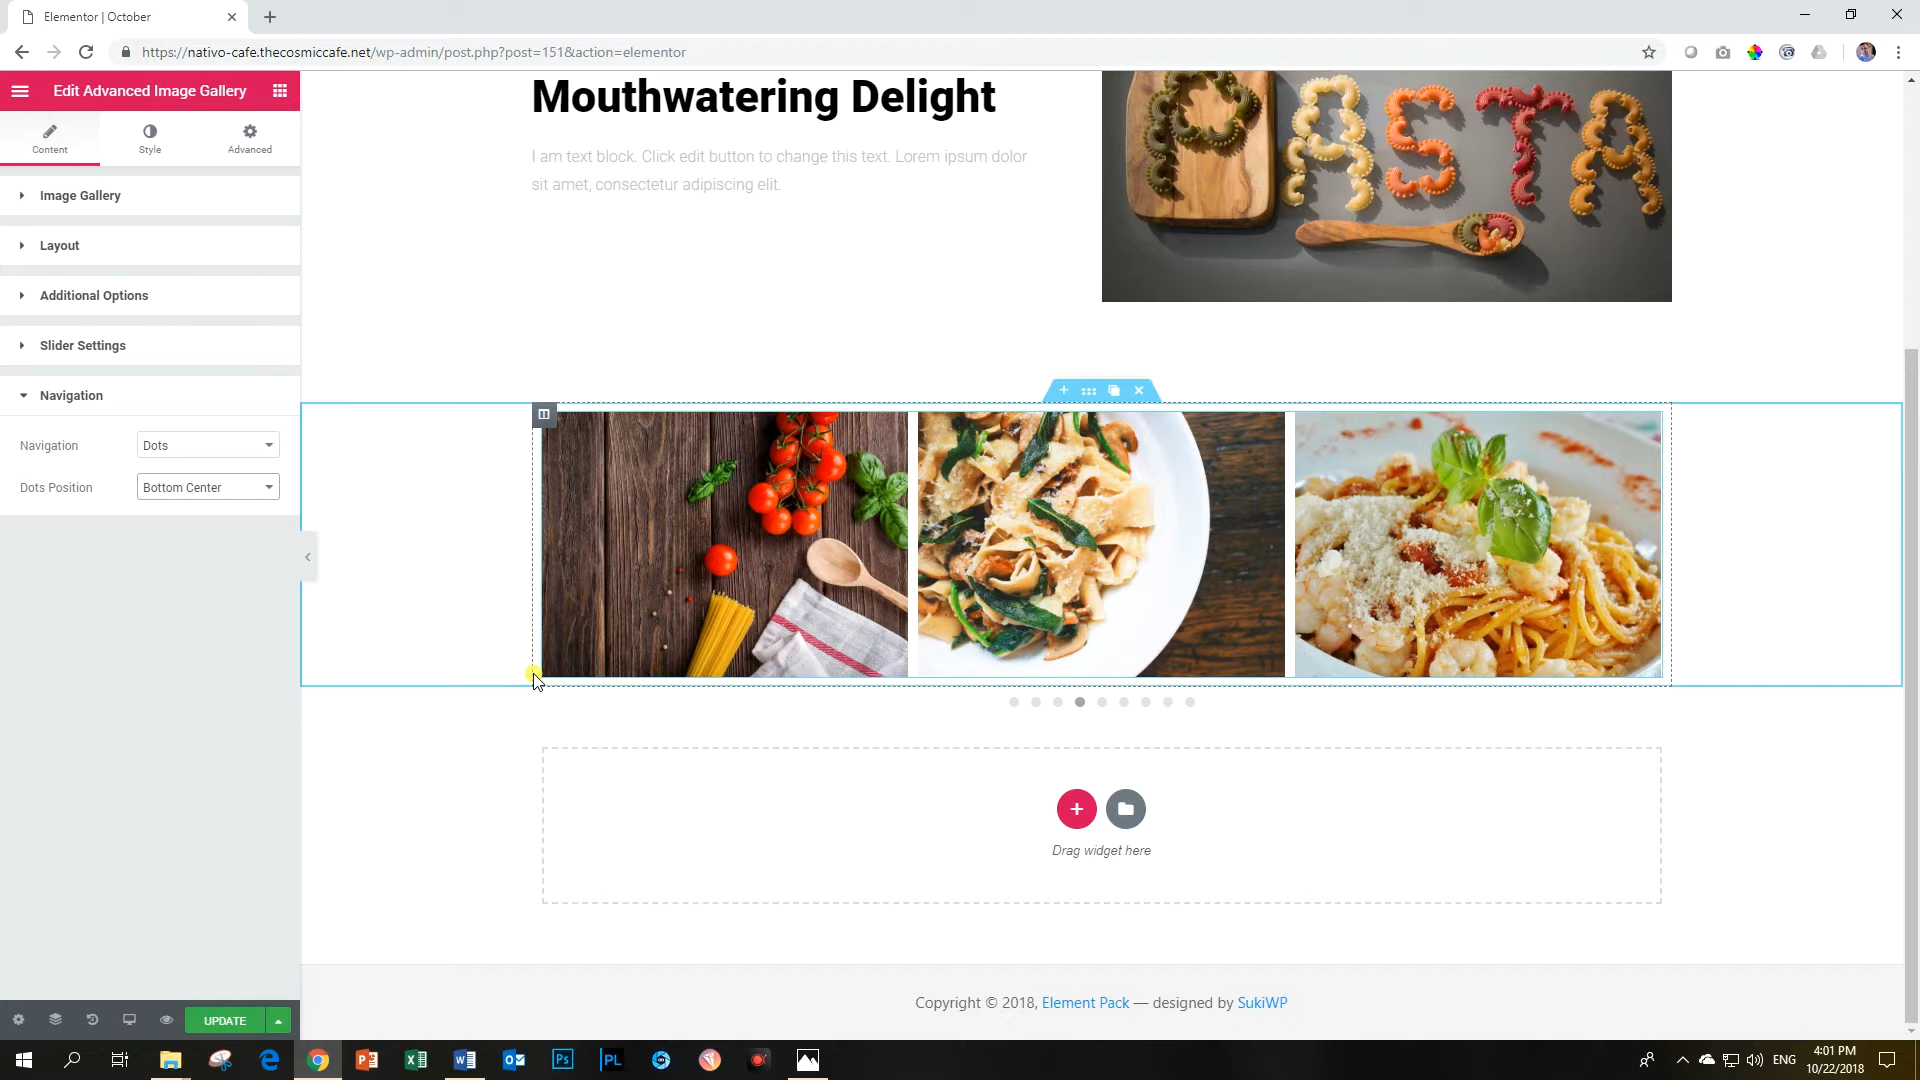 Elementor | October
https://nativo-cafe.thecosmiccafe.net/wp-admin/post.php?post=151&action=elementor
Edit Advanced Image Gallery
Content
Style
Advanced
Image Gallery
Layout
Additional Options
Slider Settings
Navigation
Navigation
Dots
Dots Position
Bottom Center
UPDATE
Mouthwatering Delight
I am text block. Click edit button to change this text. Lorem ipsum dolor
sit amet, consectetur adipiscing elit.
PASTA
Drag widget here
Copyright © 2018, Element Pack — designed by SukiWP
Ps
PL
ENG
4:01 PM
10/22/2018